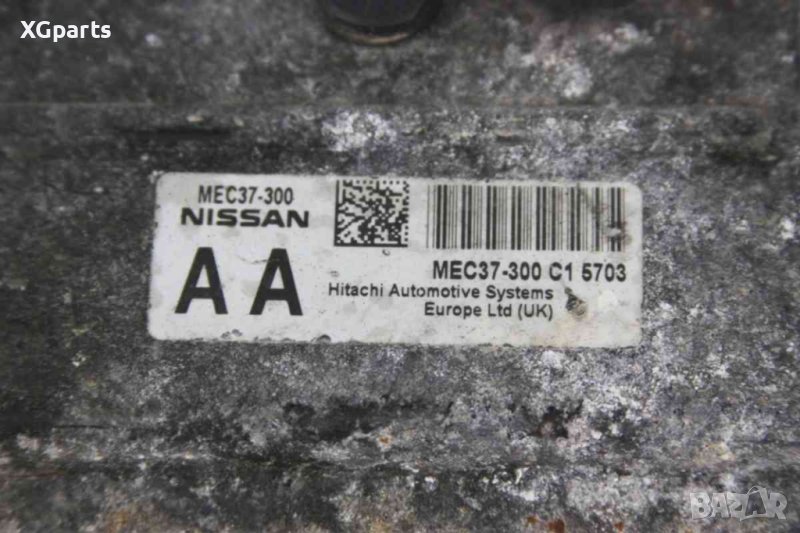 XGparts
MEC37-300
NISSAN
AA
MEC37-300 C1 5703
Hitachi Automotive Systems
Europe Ltd (UK)
BAZAR